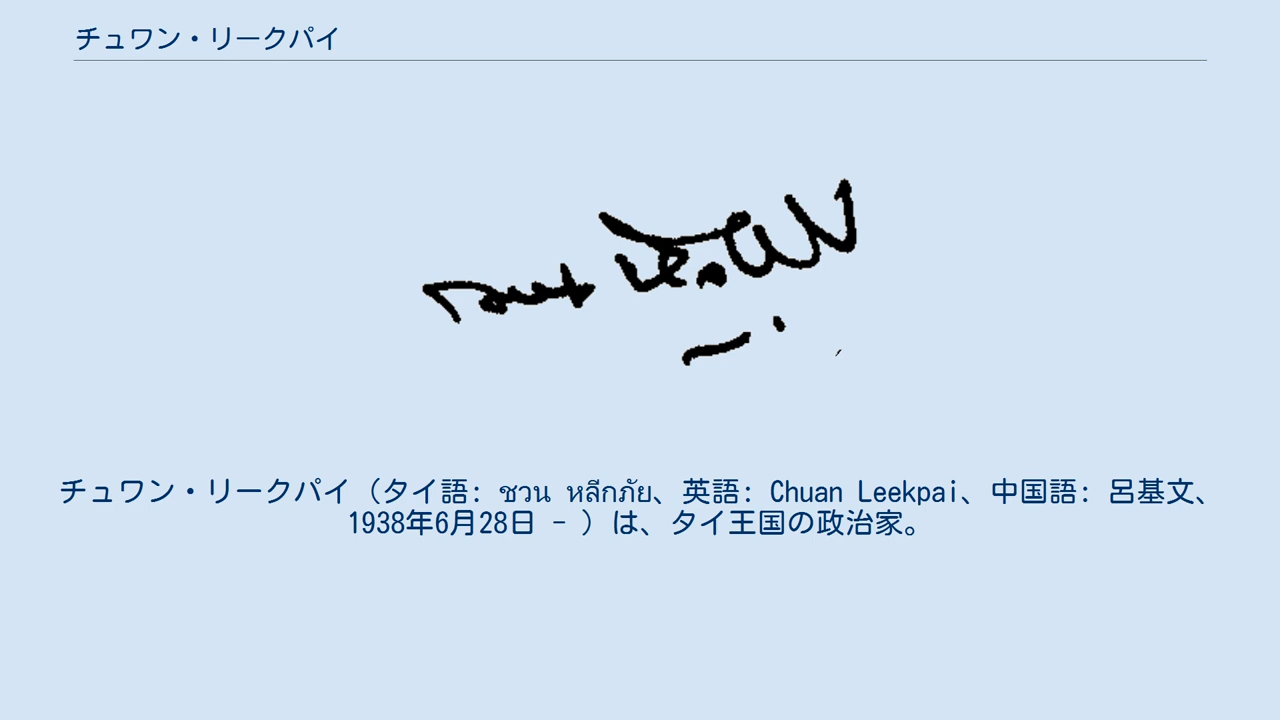 チュワン・リークパイ
チュワン・リークパイ（タイ語: ชวน หลีกภัย、英語: Chuan Leekpai、中国語: 呂基文、
1938年6月28日 - ）は、タイ王国の政治家。